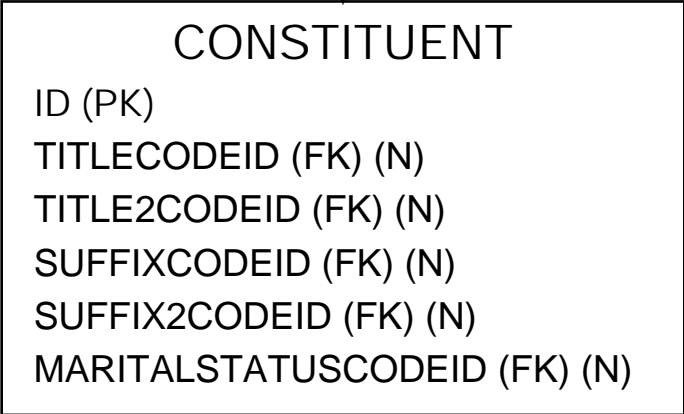 CONSTITUENT
ID (PK)
TITLECODEID (FK) (N)
TITLE2CODEID (FK) (N)
SUFFIXCODEID (FK) (N)
SUFFIX2CODEID (FK) (N)
MARITALSTATUSCODEID (FK) (N)